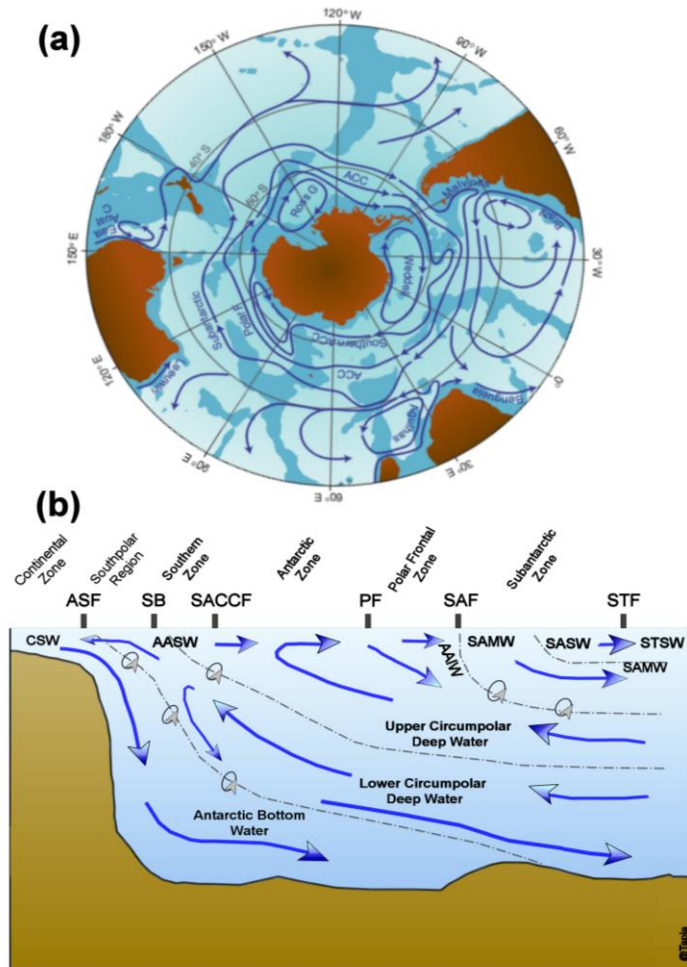 (a)
120° W
150° W
90° W
180° W
60° W
40° S
60° S
ACC
Ross G
Malvinas
Brazil
East
Aust
C
150° E
30° W
Weddell
Subantarctic
Polar F
Southern ACC
ACC
120° E
Leeuwin
0°
Benguela
Agulhas
90° E
30° E
60° E
(b)
Continental
Zone
Southpolar
Region
Southern
Zone
Antarctic
Zone
Polar Frontal
Zone
Subantarctic
Zone
ASF
SB
SACCF
PF
SAF
STF
CSW
AASW
AAIW
SAMW
SASW
STSW
SAMW
Upper Circumpolar
Deep Water
Lower Circumpolar
Deep Water
Antarctic Bottom
Water
@Tapia